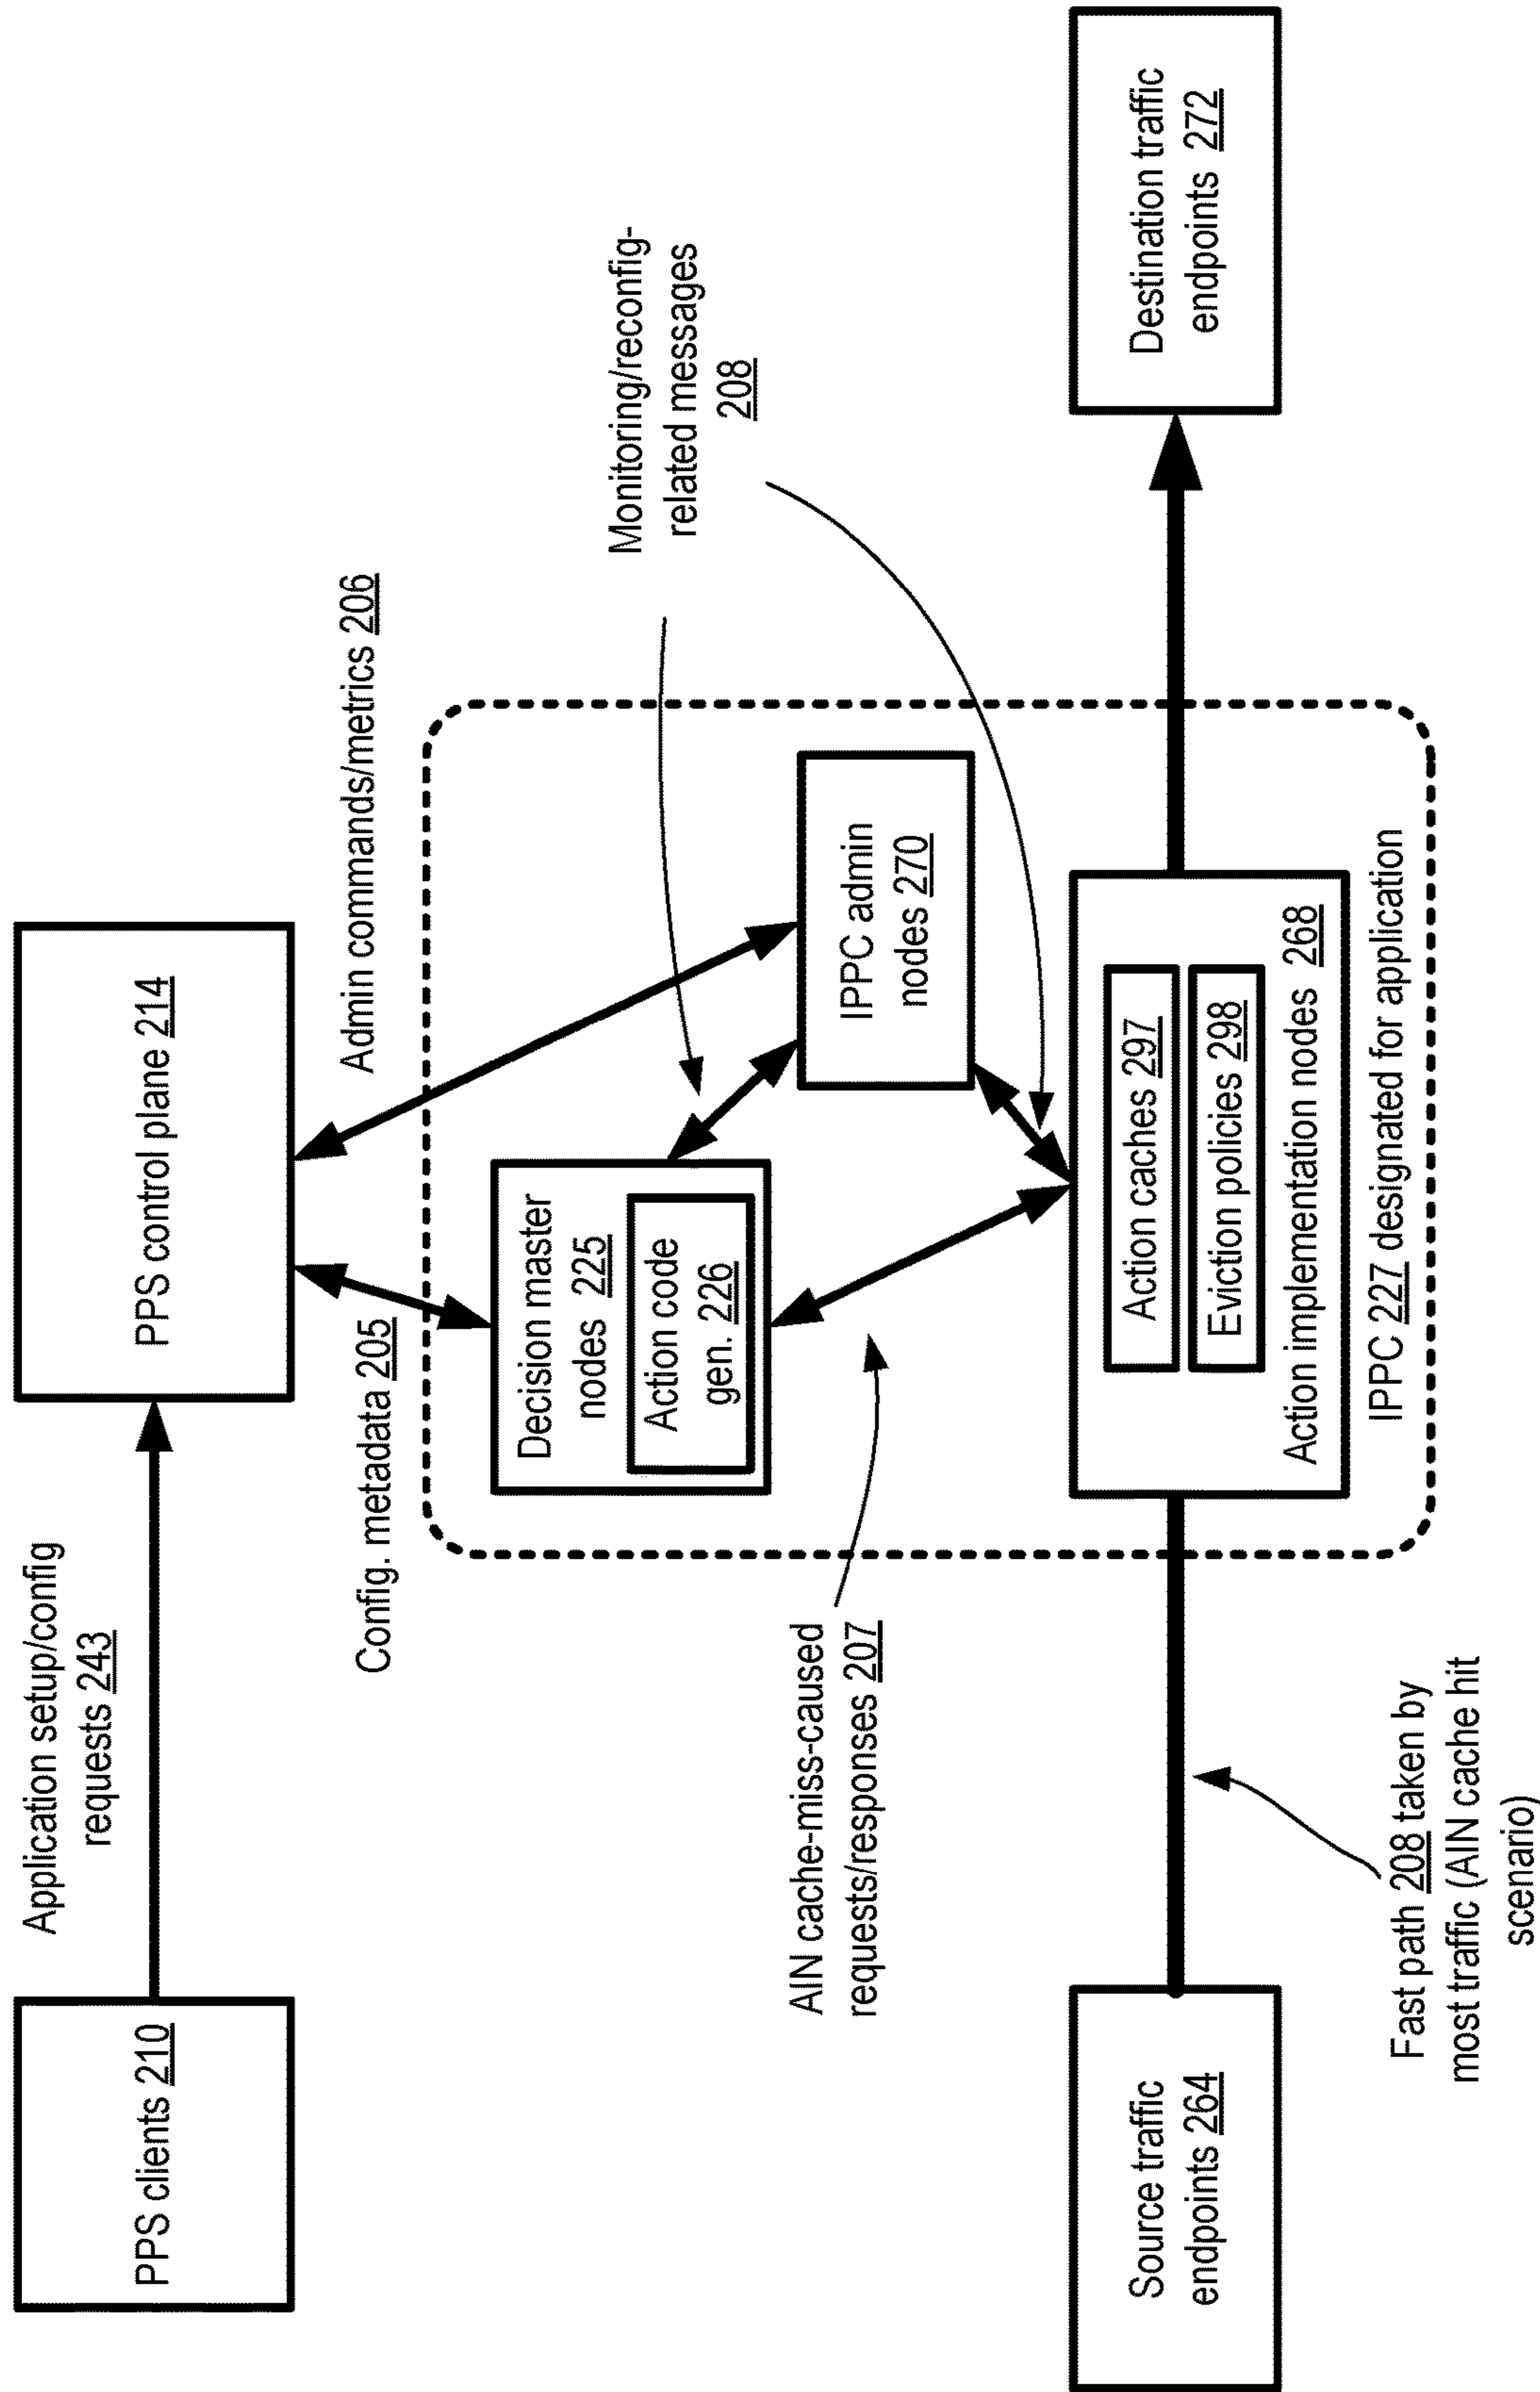 PPS clients 210
Application setup/config
requests 243
PPS control plane 214
Config. metadata 205
Admin commands/metrics 206
Decision master
nodes 225
Action code
gen. 226
Monitoring/reconfig-
related messages
208
IPPC admin
nodes 270
AIN cache-miss-caused
requests/responses 207
Source traffic
endpoints 264
Action caches 297
Eviction policies 298
Action implementation nodes 268
Destination traffic
endpoints 272
IPPC 227 designated for application
Fast path 208 taken by
most traffic (AIN cache hit
scenario)